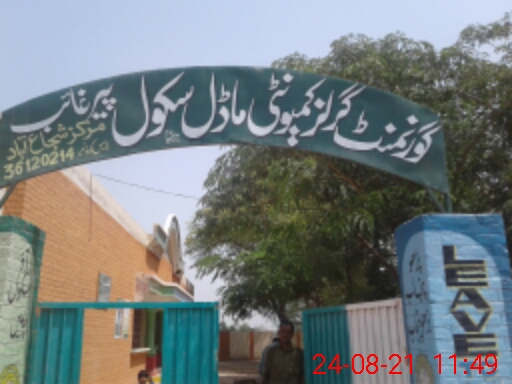 گورنمنٹ گرلز کمیونٹی ماڈل سکول پیر غائب
مرکز شجاع آباد
36120214
LEAVE
24-08-21 11:49